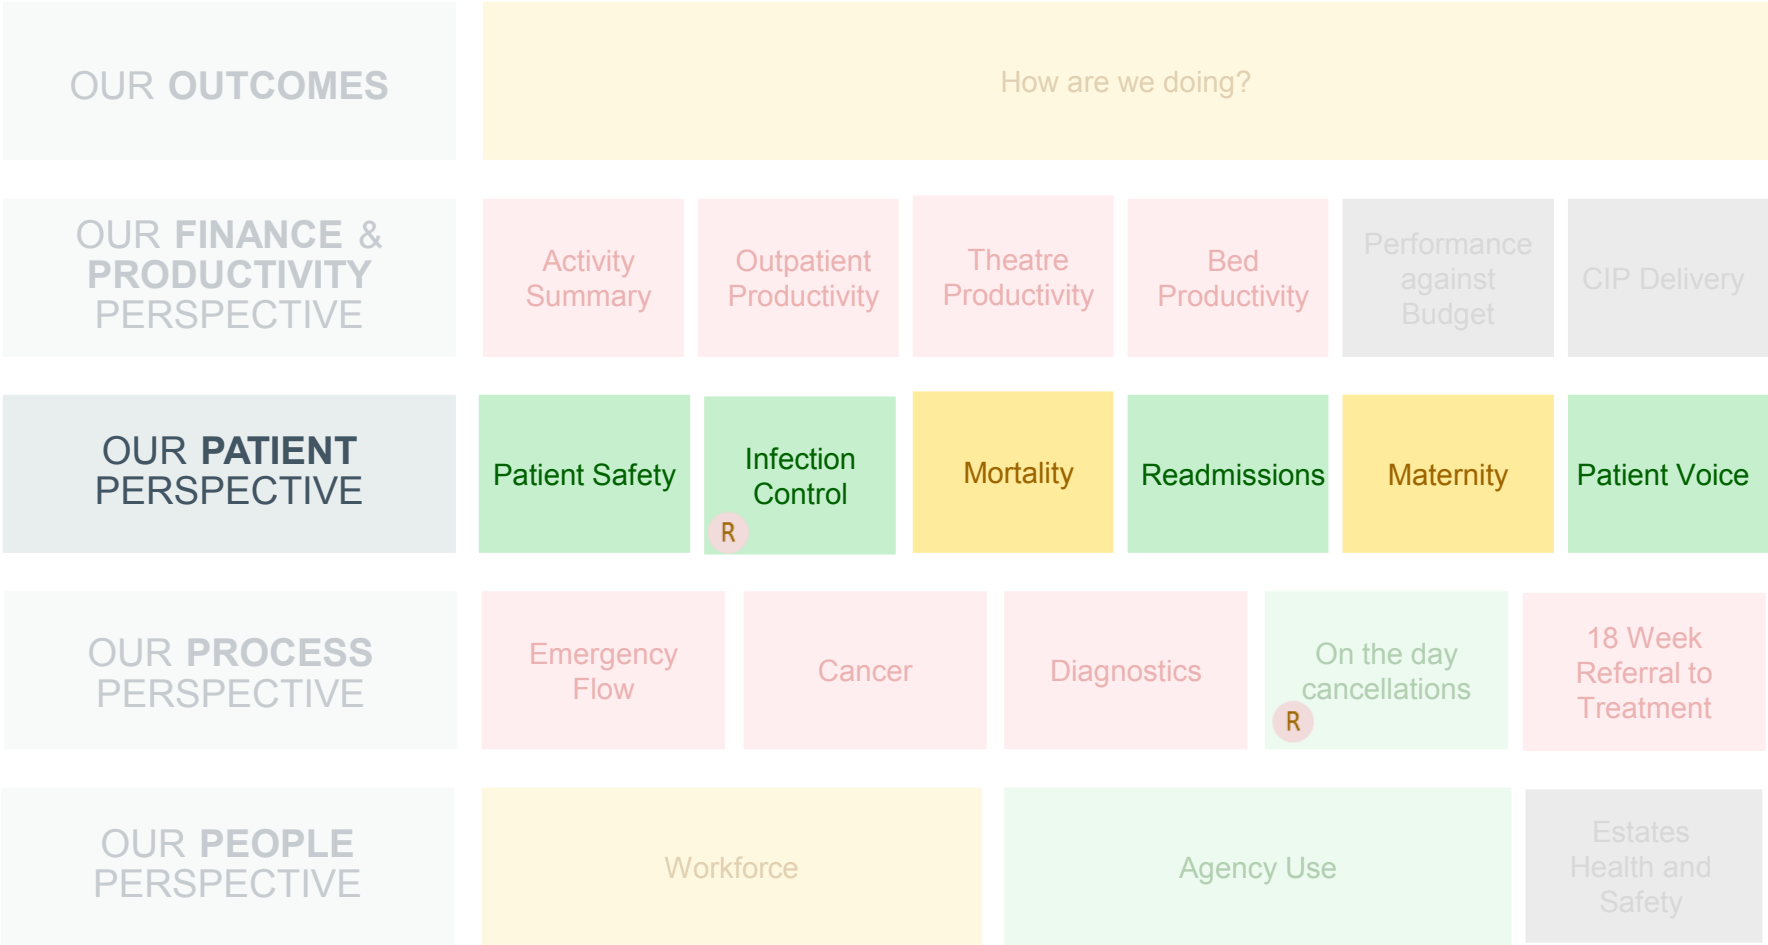 OUR OUTCOMES
How are we doing?
OUR FINANCE &
PRODUCTIVITY
PERSPECTIVE
Activity
Summary
Outpatient
Productivity
Theatre
Productivity
Bed
Productivity
Performance
against
Budget
CIP Delivery
OUR PATIENT
PERSPECTIVE
Patient Safety
Infection
Control
R
Mortality
Readmissions
Maternity
Patient Voice
OUR PROCESS
PERSPECTIVE
Emergency
Flow
Cancer
Diagnostics
On the day
cancellations
R
18 Week
Referral to
Treatment
OUR PEOPLE
PERSPECTIVE
Workforce
Agency Use
Estates
Health and
Safety